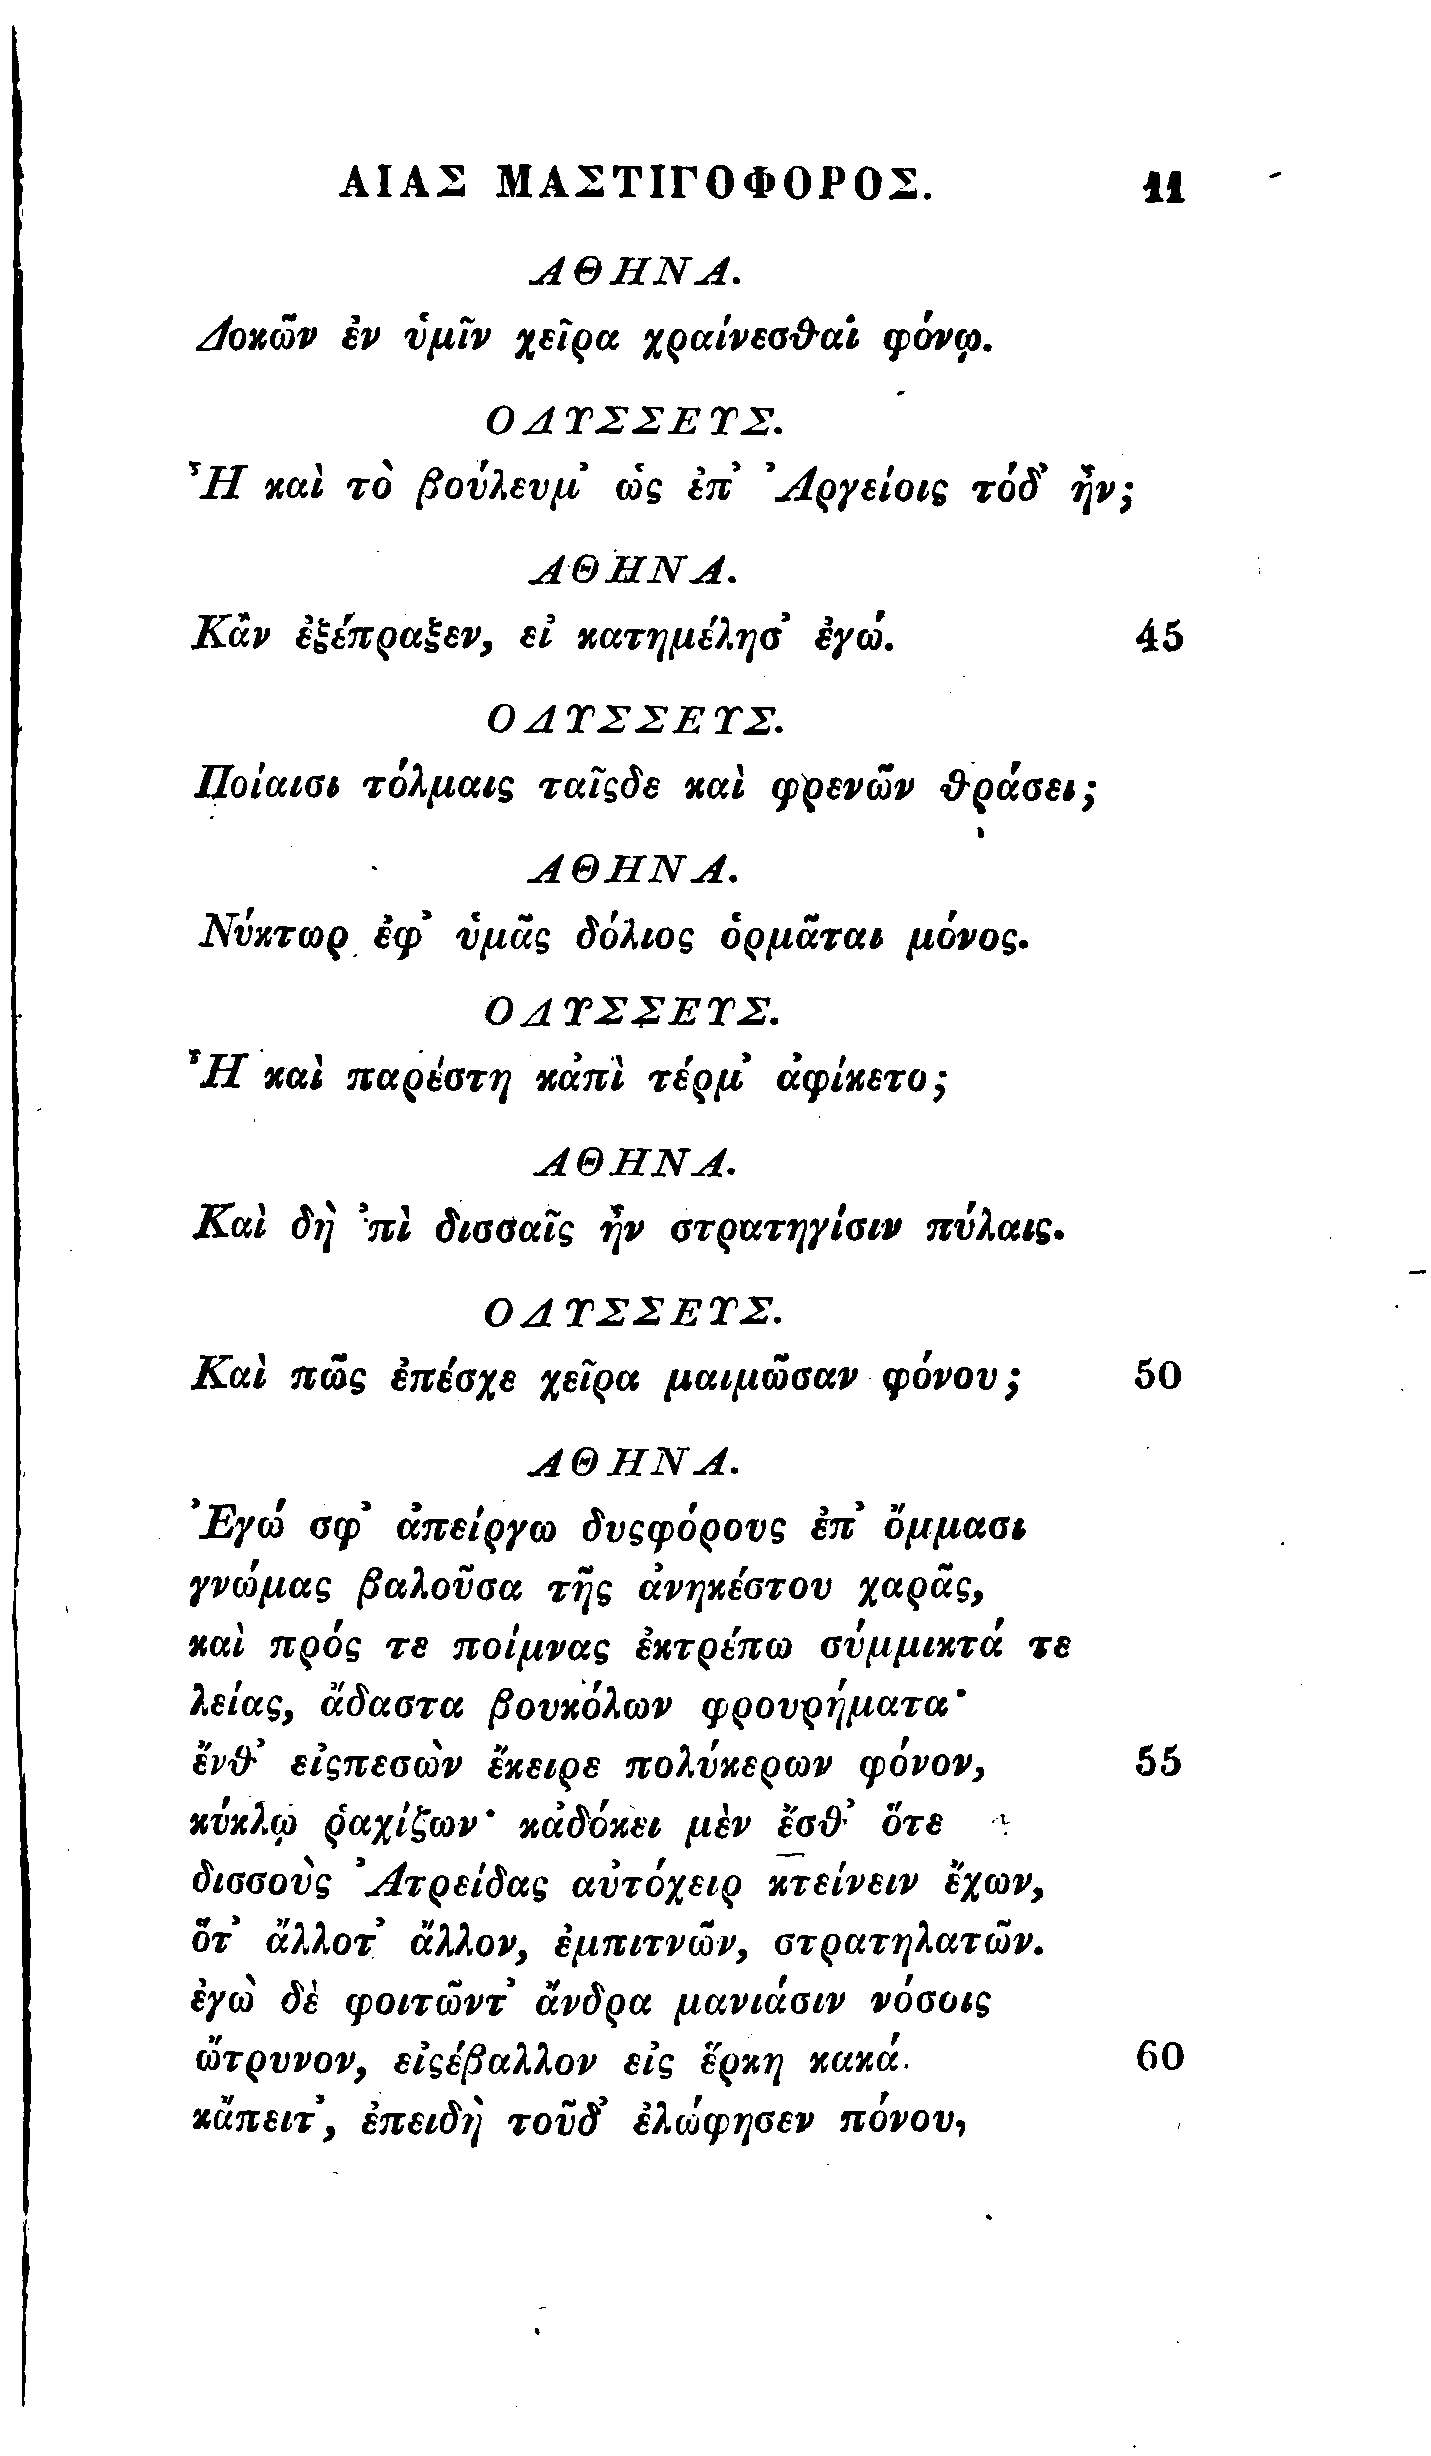 ΑΙΑΣ ΜΑΣΤΙΓΟΦΟΡΟΣ. 11
ΑΘΗΝΑ.
Δοκῶν ἐν ὑμῖν χεῖρα χραίνεσϑαι φόνῳ.
ΟΔΥΣΣΕΥΣ.
Ἦ καὶ τὸ βούλευμ’ ὡς ἐπ’ Ἀργείοις τόδ’ ἦν;
ΑΘΗΝΑ.
Κἂν ἐξέπραξεν, εἰ κατημέλησ’ ἐγώ. 45
ΟΔΥΣΣΕΥΣ.
Ποίαισι τόλμαις ταῖςδε καὶ φρενῶν ϑράσει;
ΑΘΗΝΑ.
Νύκτωρ ἐφ’ ὑμᾶς δόλιος ὁρμᾶται μόνος.
ΟΔΥΣΣΕΥΣ.
Ἦ καὶ παρέστη κἀπὶ τέρμ’ ἀφίκετο;
ΑΘΗΝΑ.
Καὶ δὴ ’πὶ δισσαῖς ἦν στρατηγίσιν πύλαις.
ΟΔΥΣΣΕΥΣ.
Καὶ πῶς ἐπέσχε χεῖρα μαιμῶσαν φόνου; 50
ΑΘΗΝΑ.
Ἐγώ σφ’ ἀπείργω δυςφόρους ἐπ’ ὄμμασι
γνώμας βαλοῦσα τῆς ἀνηκέστου χαρᾶς,
καὶ πρός τε ποίμνας ἐκτρέπω σύμμικτά τε
λείας, ἄδαστα βουκόλων φρουρήματα·
ἔνϑ’ εἰςπεσὼν ἔκειρε πολύκερων φόνον, 55
κύκλῳ ῥαχίζων· κἀδόκει μὲν ἔσϑ’ ὅτε
δισσοὺς Ἀτρείδας αὐτόχειρ κτείνειν ἔχων,
ὅτ’ ἄλλοτ’ ἄλλον, ἐμπιτνῶν, στρατηλατῶν.
ἐγὼ δὲ φοιτῶντ’ ἄνδρα μανιάσιν νόσοις
ὤτρυνον, εἰςέβαλλον εἰς ἕρκη κακά. 60
κἄπειτ’, ἐπειδὴ τοῦδ’ ἐλώφησεν πόνου,